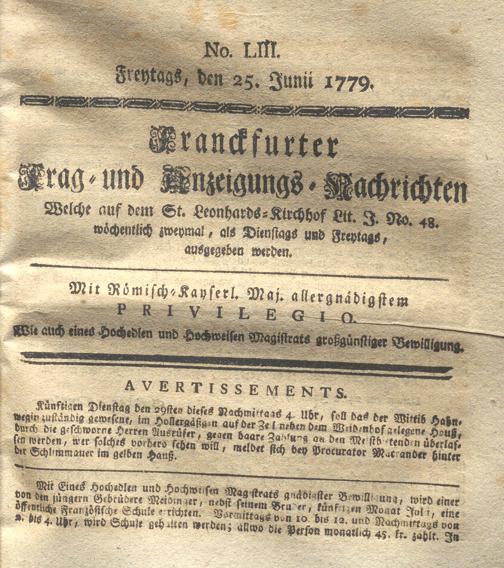 No. LIII.
Freytags, den 25. Junii 1779.
Franckfurter
Frag- und Anzeigungs-Nachrichten
Welche auf dem St. Leonhards-Kirchhof Lit. J. No. 48.
wöchentlich zweymal, als Dienstags und Freytags,
ausgegeben werden.
Mit Römisch-Kayserl. Maj. allergnädigstem
PRIVILEGIO.
Wie auch eines Hochedlen und Hochweisen Magistrats großgünstiger Bewilligung.
AVERTISSEMENTS.
Künftigen Dienstag den 29sten dieses Nachmittags 4. Uhr, soll das der Wittib Hahn-
wegin zuständig gewesene, im Hollergäßgen auf der Zeil neben dem Weidenhof gelegene Hauß,
durch die geschworne Herren Ausrüfer, gegen baare Zahlung an den Meistbietenden überlas-
sen werden, wer solches vorhero sehen will, meldet sich bey Procurator hinter
der Schlimmauer im gelben Hauß.
Mit Eines Hochedlen und Hochweisen Magistrats gnädigster Bewilligung, wird einer
von den jüngern Gebrüdere Meidinger, nebst seinem Bruder, künftigen Monat Julii, eine
öffentliche Französische Schule errichten. Vormittags von 10. bis 12. und Nachmittags von
2. bis 4. Uhr, wird Schule gehalten werden; allwo die Person monatlich 45. kr. zahlt. In